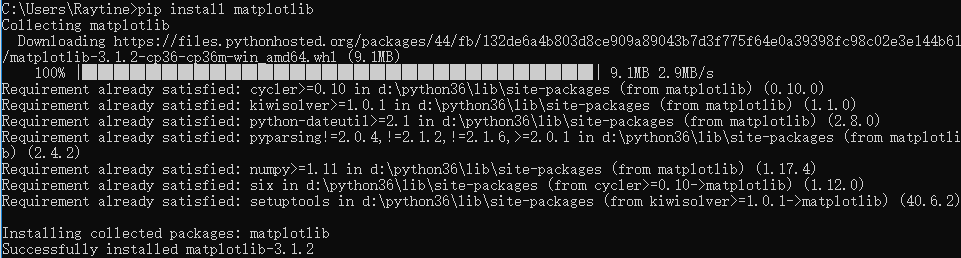 C:\Users\Raytine>pip install matplotlib
Collecting matplotlib
  Downloading https://files.pythonhosted.org/packages/44/fb/132de6a4b803d8ce909a89043b7d3f775f64e0a39398fc98c02e3e144b61
/matplotlib-3.1.2-cp36-cp36m-win_amd64.whl (9.1MB)
    100% |████████████████████████████████| 9.1MB 2.9MB/s
Requirement already satisfied: cycler>=0.10 in d:\python36\lib\site-packages (from matplotlib) (0.10.0)
Requirement already satisfied: kiwisolver>=1.0.1 in d:\python36\lib\site-packages (from matplotlib) (1.1.0)
Requirement already satisfied: python-dateutil>=2.1 in d:\python36\lib\site-packages (from matplotlib) (2.8.0)
Requirement already satisfied: pyparsing!=2.0.4,!=2.1.2,!=2.1.6,>=2.0.1 in d:\python36\lib\site-packages (from matplotli
b) (2.4.2)
Requirement already satisfied: numpy>=1.11 in d:\python36\lib\site-packages (from matplotlib) (1.17.4)
Requirement already satisfied: six in d:\python36\lib\site-packages (from cycler>=0.10->matplotlib) (1.12.0)
Requirement already satisfied: setuptools in d:\python36\lib\site-packages (from kiwisolver>=1.0.1->matplotlib) (40.6.2)
Installing collected packages: matplotlib
Successfully installed matplotlib-3.1.2